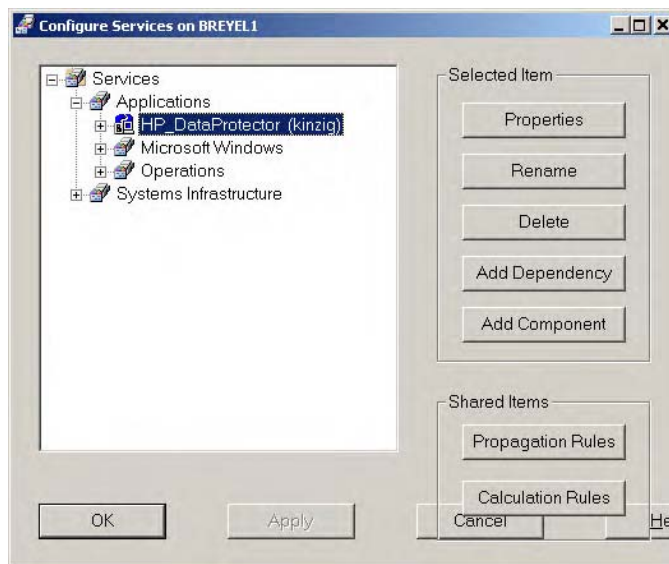 Configure Services on BREYEL1
Services
Applications
HP_DataProtector (kinzig)
Microsoft Windows
Operations
Systems Infrastructure
Selected Item
Properties
Rename
Delete
Add Dependency
Add Component
Shared Items
Propagation Rules
Calculation Rules
OK
Apply
Cancel
He